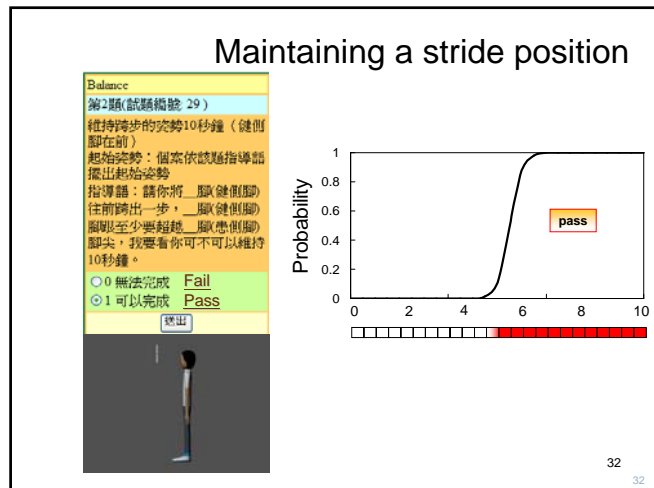 Maintaining a stride position
Balance
第2題(試題編號: 29 )
維持跨步的姿勢10秒鐘（健側
腳在前）
起始姿勢：個案依該題指導語
擺出起始姿勢
指導語：請你將__腳(健側腳)
往前跨出一步，__腳(健側腳)
腳跟至少要超越__腳(患側腳)
腳尖，我要看你可不可以維持
10秒鐘。
0 無法完成 Fail
1 可以完成 Pass
送出
Probability
1
0.8
0.6
0.4
0.2
0
pass
0 2 4 6 8 10
32
32